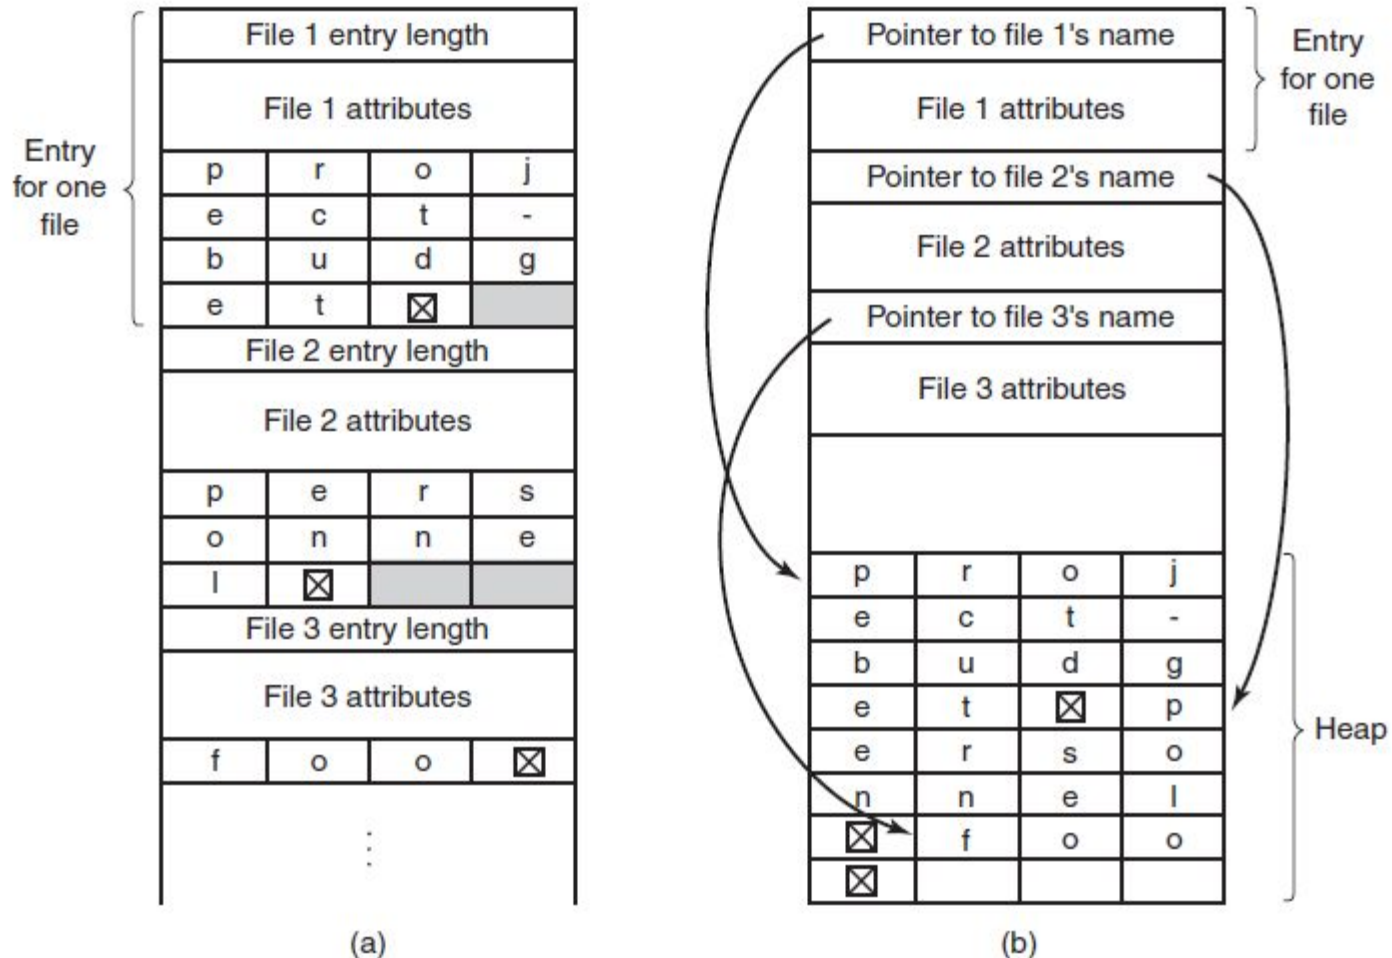 File 1 entry length
File 1 attributes
Entry
for one
file
p r o j
e c t -
b u d g
e t
File 2 entry length
File 2 attributes
p e r s
o n n e
l
File 3 entry length
File 3 attributes
f o o
(a)
Pointer to file 1's name
File 1 attributes
Entry
for one
file
Pointer to file 2's name
File 2 attributes
Pointer to file 3's name
File 3 attributes
p r o j
e c t -
b u d g
e t p
e r s o
n n e l
f o o
Heap
(b)